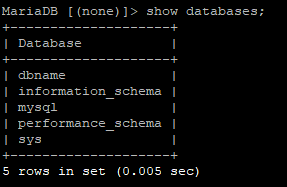 MariaDB [(none)]> show databases;
+--------------------+
| Database           |
+--------------------+
| dbname             |
| information_schema |
| mysql              |
| performance_schema |
| sys                |
+--------------------+
5 rows in set (0.005 sec)